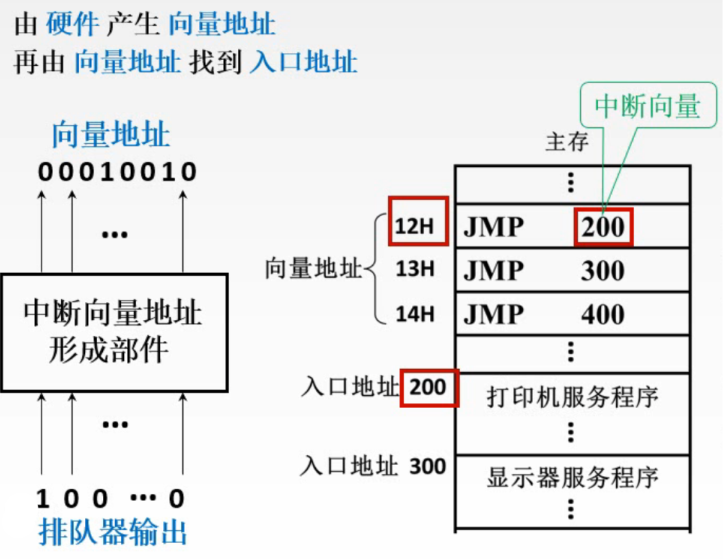 由 硬件 产生 向量地址
再由 向量地址 找到 入口地址
向量地址
00010010
...
中断向量地址
形成部件
...
1 0 0 ... 0
排队器输出
中断向量
主存
⋮
向量地址
12H JMP 200
13H JMP 300
14H JMP 400
⋮
入口地址 200 打印机服务程序
⋮
入口地址 300 显示器服务程序
⋮